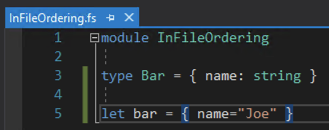 InFileOrdering.fs
1 module InFileOrdering
2
3 type Bar = { name: string }
4
5 let bar = { name="Joe" }